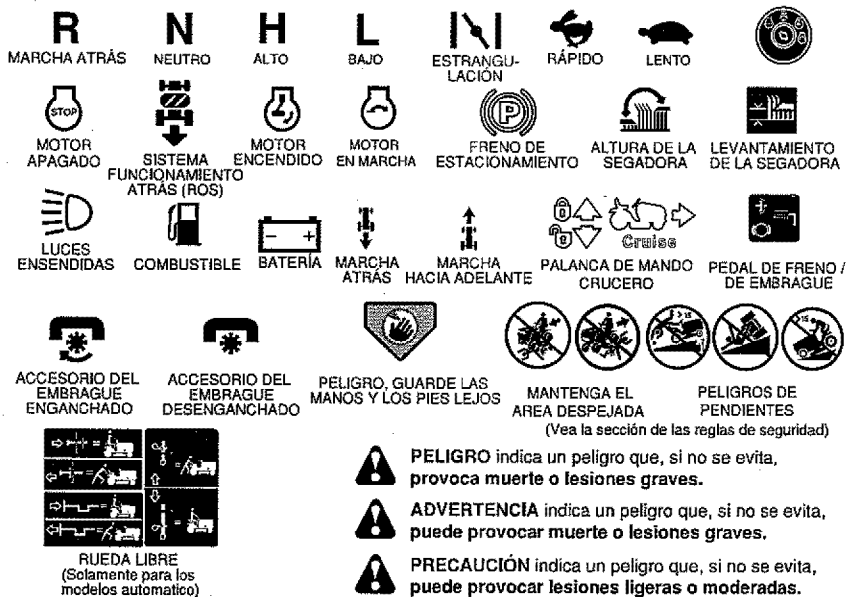 R N H L
MARCHA ATRÁS NEUTRO ALTO BAJO ESTRANGU-
LACIÓN RÁPIDO LENTO
STOP P
MOTOR
APAGADO
SISTEMA
FUNCIONAMIENTO
ATRÁS (ROS)
MOTOR
ENCENDIDO
MOTOR
EN MARCHA
FRENO DE
ESTACIONAMIENTO
ALTURA DE LA
SEGADORA
LEVANTAMIENTO
DE LA SEGADORA
LUCES
ENSENDIDAS
COMBUSTIBLE
- +
BATERÍA
MARCHA
ATRÁS
MARCHA
HACIA ADELANTE
Cruise
PALANCA DE MANDO
CRUCERO
PEDAL DE FRENO /
DE EMBRAGUE
ACCESORIO DEL
EMBRAGUE
ENGANCHADO
ACCESORIO DEL
EMBRAGUE
DESENGANCHADO
PELIGRO, GUARDE LAS
MANOS Y LOS PIES LEJOS
MANTENGA EL
AREA DESPEJADA
PELIGROS DE
PENDIENTES
(Vea la sección de las reglas de seguridad)
RUEDA LIBRE
(Solamente para los
modelos automatico)
PELIGRO indica un peligro que, si no se evita,
provoca muerte o lesiones graves.
ADVERTENCIA indica un peligro que, si no se evita,
puede provocar muerte o lesiones graves.
PRECAUCIÓN indica un peligro que, si no se evita,
puede provocar lesiones ligeras o moderadas.